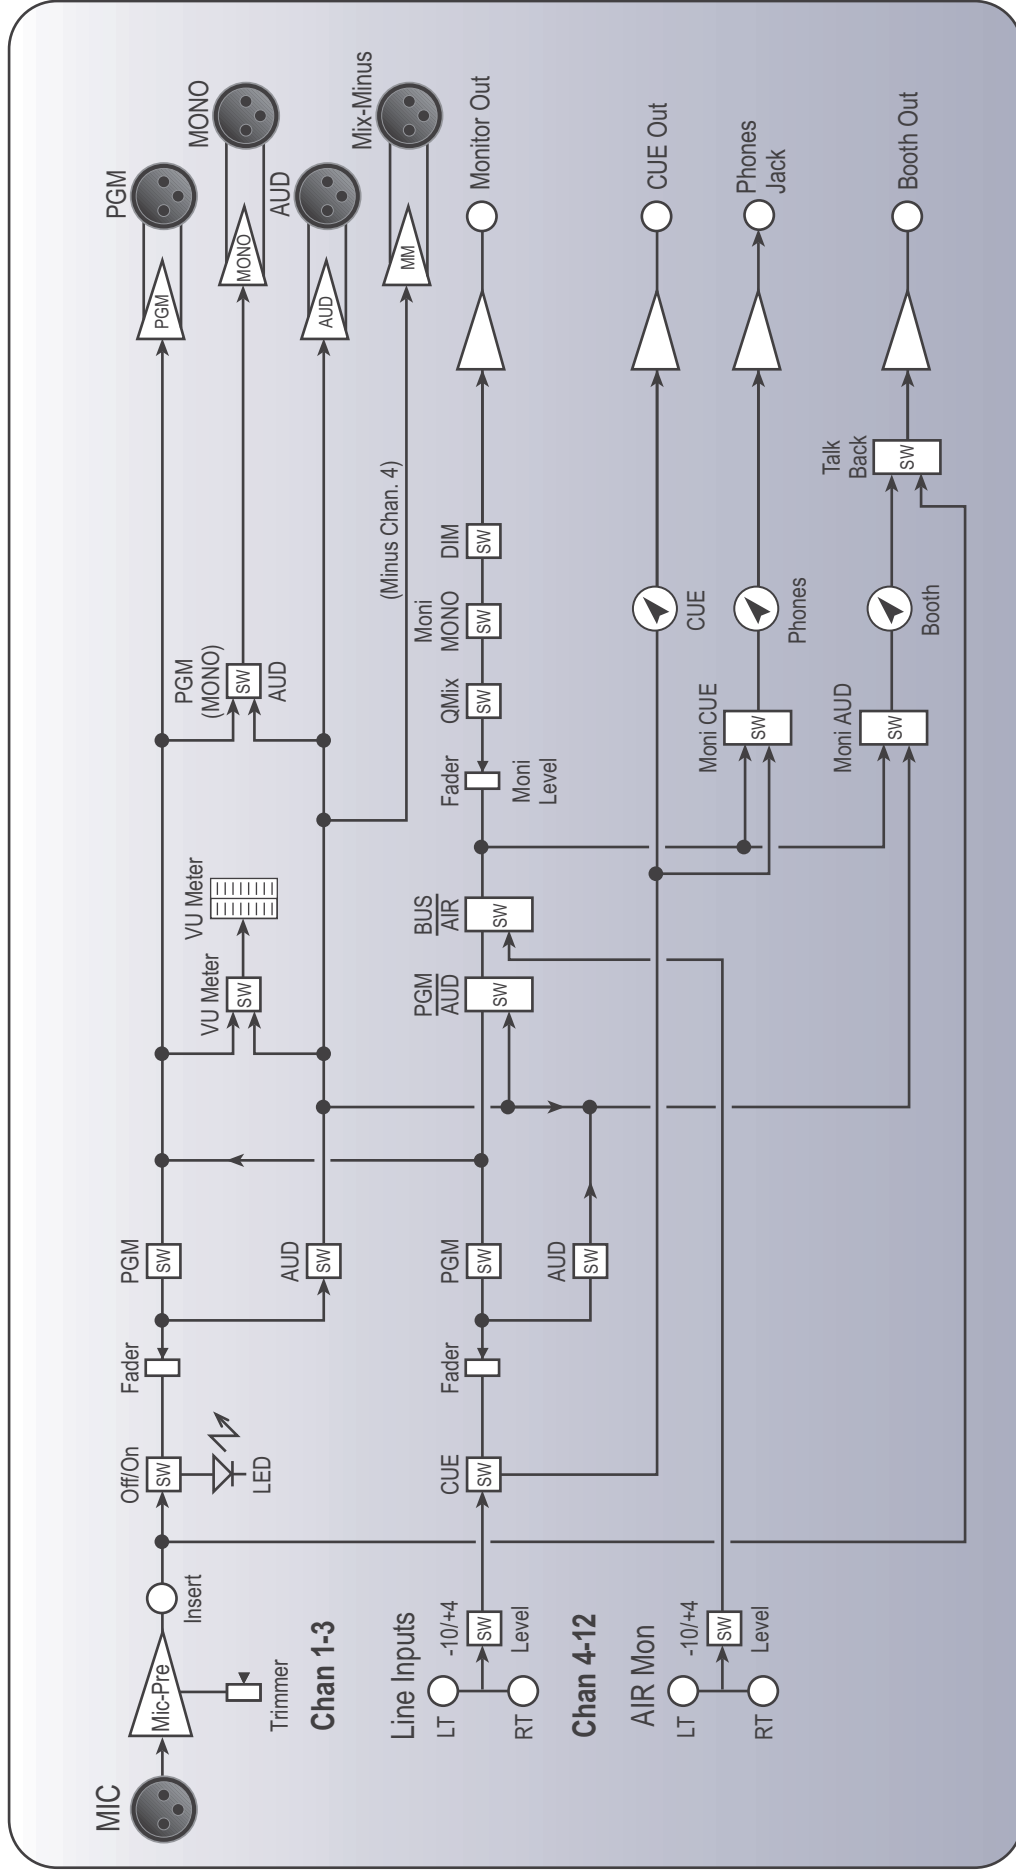 MIC
Mic-Pre
Trimmer
Insert
Off/On
SW
LED
Fader
PGM
SW
AUD
SW
VU Meter
SW
VU Meter
PGM
(MONO)
SW
AUD
PGM
PGM
MONO
MONO
AUD
AUD
(Minus Chan. 4)
MM
Mix-Minus
Chan 1-3
Line Inputs
LT
RT
-10/+4
SW
Level
CUE
SW
Fader
PGM
SW
AUD
SW
PGM
AUD
SW
BUS
AIR
SW
Fader
Moni
Level
QMix
SW
Moni
MONO
SW
DIM
SW
Monitor Out
Chan 4-12
CUE
CUE Out
AIR Mon
LT
RT
-10/+4
SW
Level
Moni CUE
SW
Phones
Phones
Jack
Moni AUD
SW
Booth
Talk
Back
SW
Booth Out